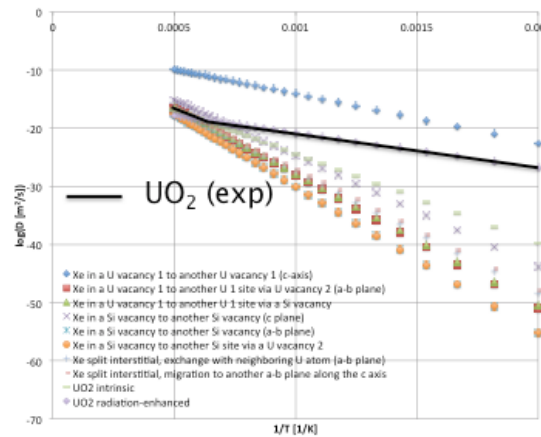 0 0.0005 0.001 0.0015 0.00
0
-10
-20
-30
-40
-50
-60
-70
log(D [m²/s])
UO₂ (exp)
Xe in a U vacancy 1 to another U vacancy 1 (c-axis)
Xe in a U vacancy 1 to another U 1 site via U vacancy 2 (a-b plane)
Xe in a U vacancy 1 to another U 1 site via a Si vacancy
Xe in a Si vacancy to another Si vacancy (c plane)
Xe in a Si vacancy to another Si vacancy (a-b plane)
Xe in a Si vacancy to another Si site via a U vacancy 2
Xe split interstitial, exchange with neighboring U atom (a-b plane)
Xe split interstitial, migration to another a-b plane along the c axis
UO2 intrinsic
UO2 radiation-enhanced
1/T [1/K]